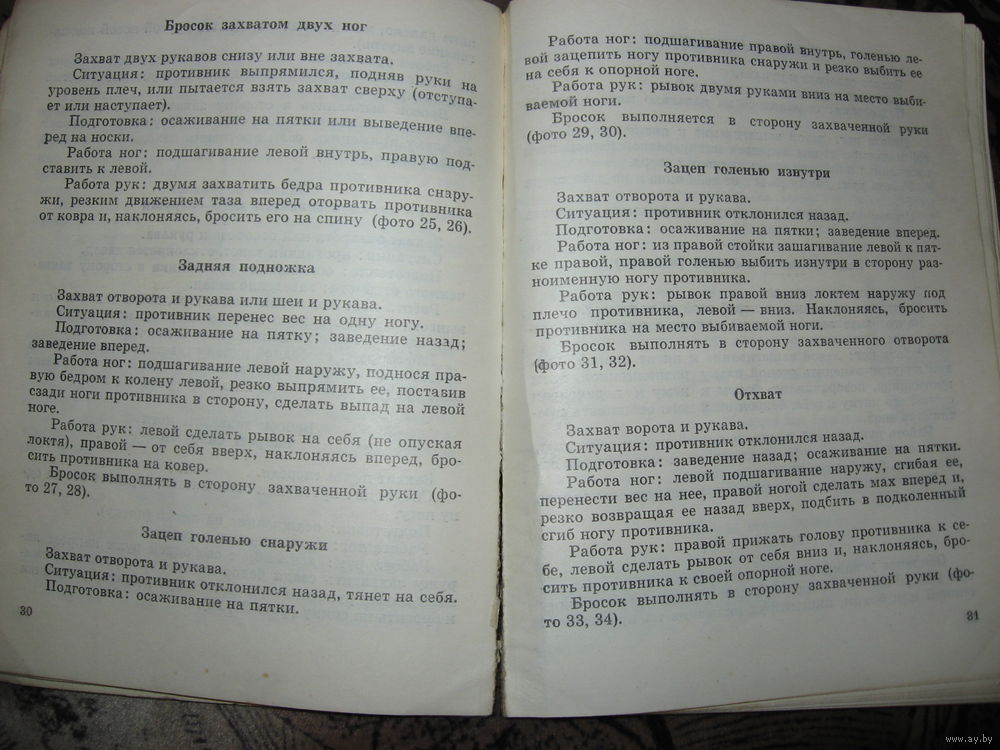 Бросок захватом двух ног
Захват двух рукавов снизу или вне захвата.
Ситуация: противник выпрямился, подняв руки на
уровень плеч, или пытается взять захват сверху (отступа-
ет или наступает).
Подготовка: осаживание на пятки или выведение впе-
ред на носки.
Работа ног: подшагивание левой внутрь, правую под-
ставить к левой.
Работа рук: двумя захватить бедра противника снару-
жи, резким движением таза вперед оторвать противника
от ковра и, наклоняясь, бросить его на спину (фото 25, 26).
Задняя подножка
Захват отворота и рукава или шеи и рукава.
Ситуация: противник перенес вес на одну ногу.
Подготовка: осаживание на пятку; заведение назад;
заведение вперед.
Работа ног: подшагивание левой наружу, поднося пра-
вую бедром к колену левой, резко выпрямить ее, поставив
сзади ноги противника в сторону, сделать выпад на левой
ноге.
Работа рук: левой сделать рывок на себя (не опуская
локтя), правой — от себя вверх, наклоняясь вперед, бро-
сить противника на ковер.
Бросок выполнять в сторону захваченной руки (фо-
то 27, 28).
Зацеп голенью снаружи
Захват отворота и рукава.
Ситуация: противник отклонился назад, тянет на себя.
Подготовка: осаживание на пятки.
30
Работа ног: подшагивание правой внутрь, голенью ле-
вой зацепить ногу противника снаружи и резко выбить ее
на себя к опорной ноге.
Работа рук: рывок двумя руками вниз на место выби-
ваемой ноги.
Бросок выполняется в сторону захваченной руки
(фото 29, 30).
Зацеп голенью изнутри
Захват отворота и рукава.
Ситуация: противник отклонился назад.
Подготовка: осаживание на пятки; заведение вперед.
Работа ног: из правой стойки зашагивание левой к пят-
ке правой, правой голенью выбить изнутри в сторону раз-
ноименную ногу противника.
Работа рук: рывок правой вниз локтем наружу под
плечо противника, левой — вниз. Наклоняясь, бросить
противника на место выбиваемой ноги.
Бросок выполнять в сторону захваченного отворота
(фото 31, 32).
Отхват
Захват ворота и рукава.
Ситуация: противник отклонился назад.
Подготовка: заведение назад; осаживание на пятки.
Работа ног: левой подшагивание наружу, сгибая ее,
перенести вес на нее, правой ногой сделать мах вперед и,
резко возвращая ее назад вверх, подбить в подколенный
сгиб ногу противника.
Работа рук: правой прижать голову противника к се-
бе, левой сделать рывок от себя вниз и, наклоняясь, бро-
сить противника к своей опорной ноге.
Бросок выполнять в сторону захваченной руки (фо-
то 33, 34).
31
www.ay.by